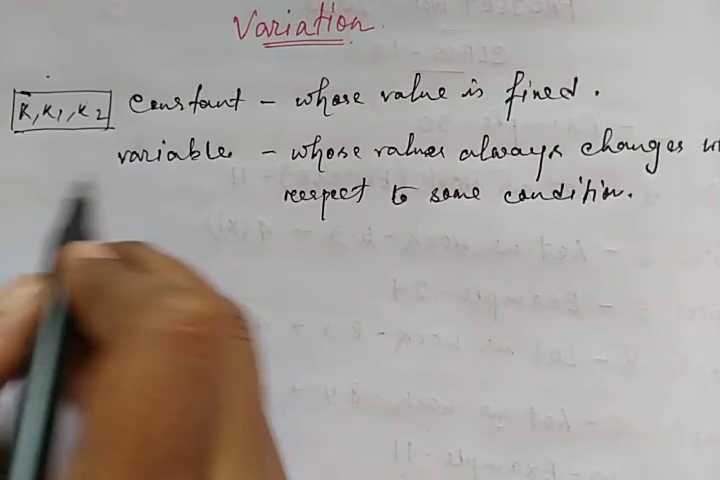 Variation
K, K1, K2 Constant - whose value is fixed.
variable - whose values always changes
respect to some condition.